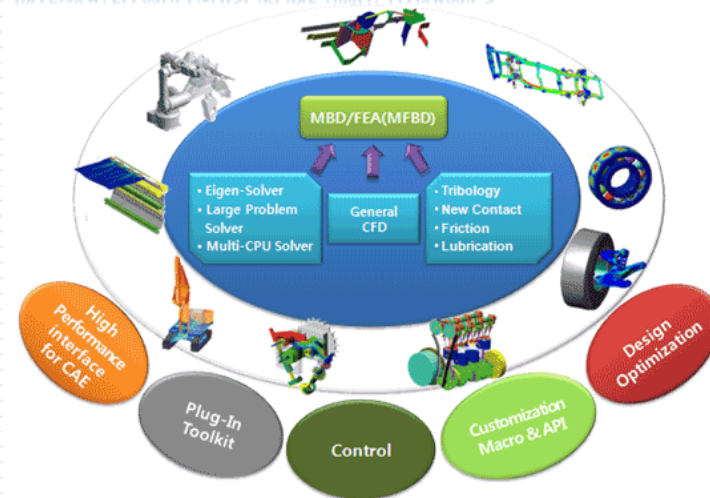 MBD/FEA(MFBD)
• Eigen-Solver
• Large Problem
Solver
• Multi-CPU Solver
General
CFD
• Tribology
• New Contact
• Friction
• Lubrication
High
Performance
interface
for CAE
Plug-In
Toolkit
Control
Customization
Macro & API
Design
Optimization